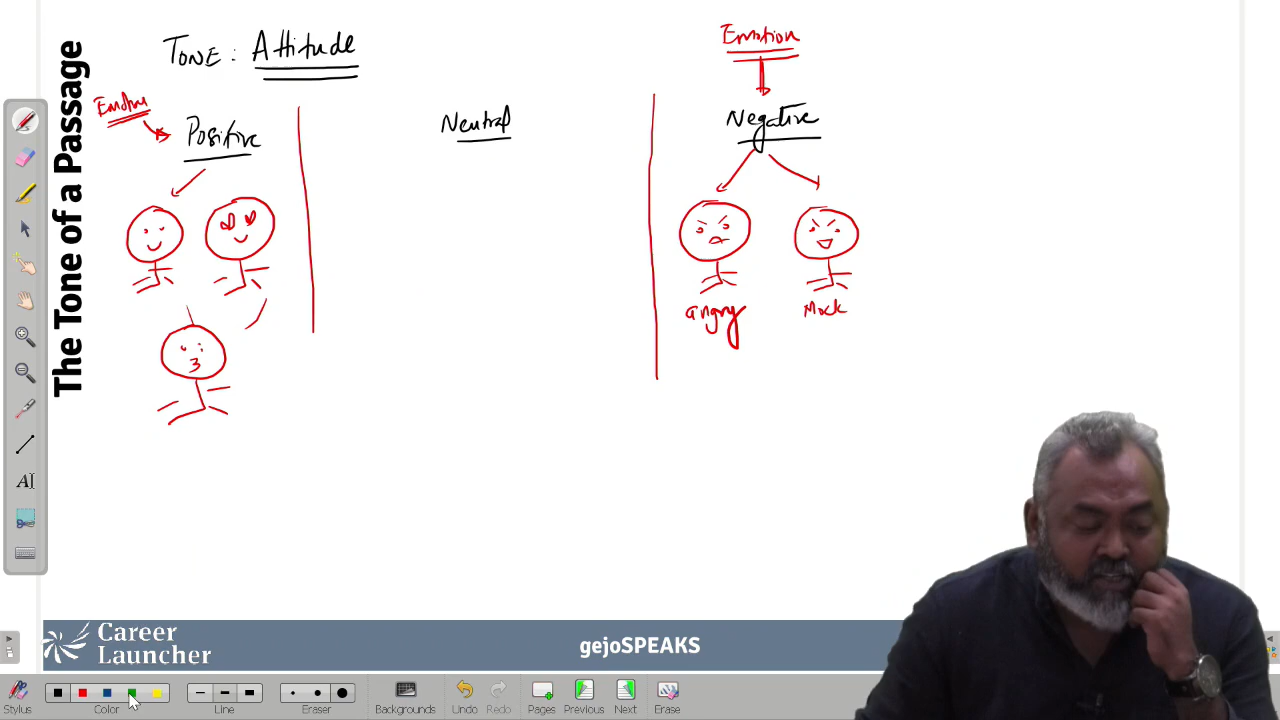 The Tone of a Passage
TONE: Attitude
Emotion
Emotion
Positive
Neutral
Negative
angry
Mock
AI
Career
Launcher
gejoSPEAKS
Stylus
Color
Line
Eraser
Backgrounds
Undo
Redo
Pages
Previous
Next
Erase